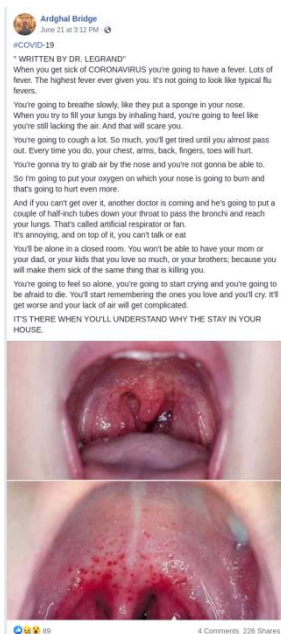 Ardghal Bridge
June 21 at 3:12 PM ·
#COVID-19
" WRITTEN BY DR. LEGRAND"
When you get sick of CORONAVIRUS you're going to have a fever. Lots of
fever. The highest fever ever given you. It's not going to look like typical flu
fevers.
You're going to breathe slowly, like they put a sponge in your nose.
When you try to fill your lungs by inhaling hard, you're going to feel like
you're still lacking the air. And that will scare you.
You're going to cough a lot. So much, you'll get tired until you almost pass
out. Every time you do, your chest, arms, back, fingers, toes will hurt.
You're gonna try to grab air by the nose and you're not gonna be able to.
So I'm going to put your oxygen on which your nose is going to burn and
that's going to hurt even more.
And if you can't get over it, another doctor is coming and he's going to put a
couple of half-inch tubes down your throat to pass the bronchi and reach
your lungs. That's called artificial respirator or fan.
It's annoying, and on top of it, you can't talk or eat
You'll be alone in a closed room. You won't be able to have your mom or
your dad, or your kids that you love so much, or your brothers; because you
will make them sick of the same thing that is killing you.
You're going to feel so alone, you're going to start crying and you're going to
be afraid to die. You'll start remembering the ones you love and you'll cry. It'll
get worse and your lack of air will get complicated.
IT'S THERE WHEN YOU'LL UNDERSTAND WHY THE STAY IN YOUR
HOUSE.
89
4 Comments 226 Shares